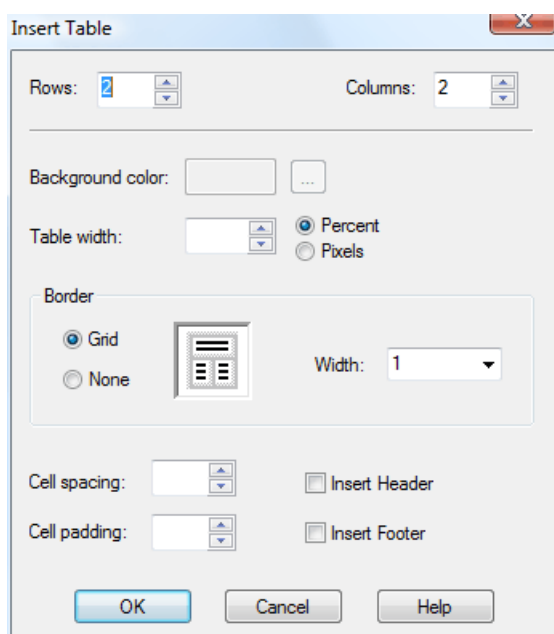 Insert Table
Rows: 2 Columns: 2
Background color: ...
Table width: Percent
Pixels
Border
Grid
None
Width: 1
Cell spacing: Insert Header
Cell padding: Insert Footer
OK Cancel Help